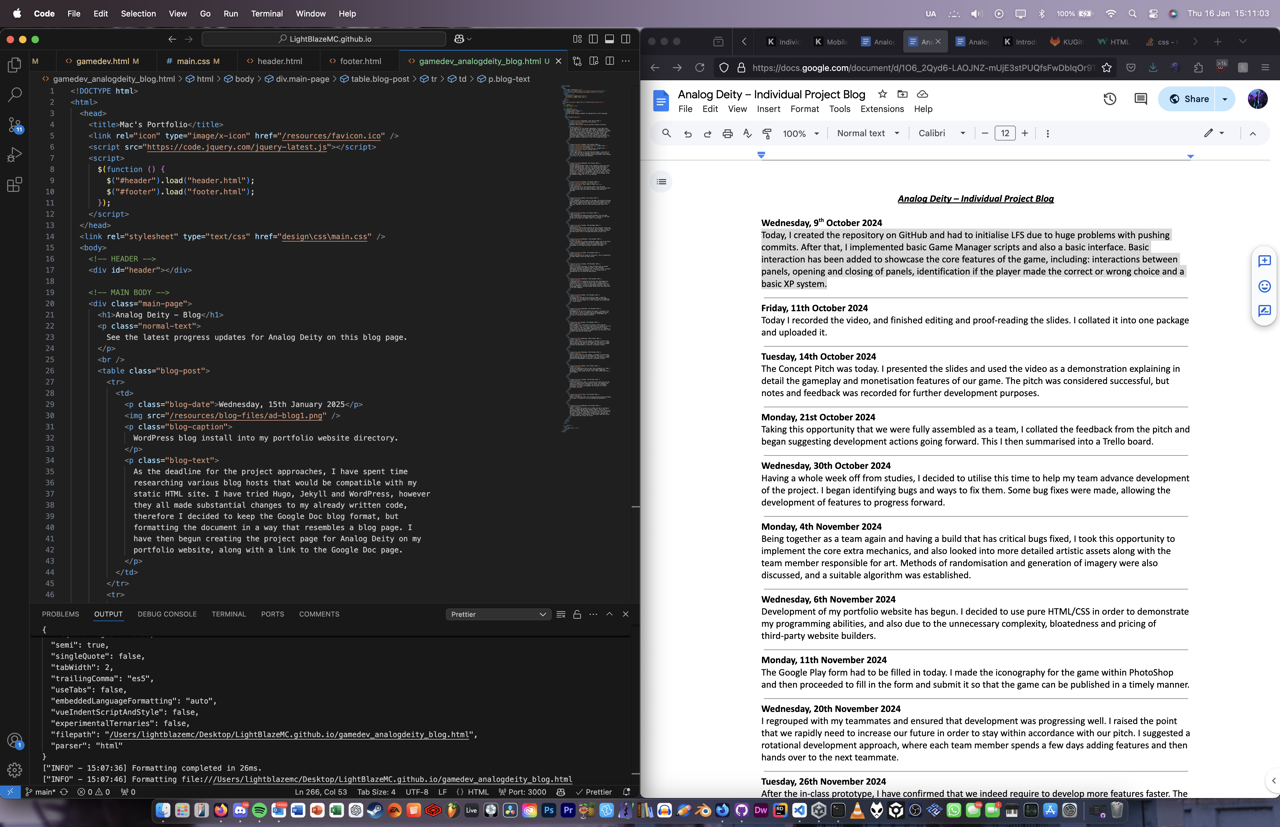 Code File Edit Selection View Go Run Terminal Window Help
UA 100% Thu 16 Jan 15:11:03
LightBlazeMC.github.io
M gamedev.html M # main.css M header.html footer.html gamedev_analogdeity_blog.html U
gamedev_analogdeity_blog.html > html > body > div.main-page > table.blog-post > tr > td > p.blog-text
1 <!DOCTYPE html>
2 <html>
3 <head>
4 <title>Mac's Portfolio</title>
5 <link rel="icon" type="image/x-icon" href="/resources/favicon.ico" />
6 <script src="https://code.jquery.com/jquery-latest.js"></script>
7 <script>
8 $(function () {
9 $("#header").load("header.html");
10 $("#footer").load("footer.html");
11 });
12 </script>
13 </head>
14 <link rel="stylesheet" type="text/css" href="design\css\main.css" />
15 <body>
16 <!-- HEADER -->
17 <div id="header"></div>
18
19 <!-- MAIN BODY -->
20 <div class="main-page">
21 <h1>Analog Deity - Blog</h1>
22 <p class="normal-text">
23 See the latest progress updates for Analog Deity on this blog page.
24 </p>
25 <br />
26 <table class="blog-post">
27 <tr>
28 <td>
29 <p class="blog-date">Wednesday, 15th January 2025</p>
30 <img src="/resources/blog-files/ad-blog1.png" />
31 <p class="blog-caption">
32 WordPress blog install into my portfolio website directory.
33 </p>
34 <p class="blog-text">
35 As the deadline for the project approaches, I have spent time
36 researching various blog hosts that would be compatible with my
37 static HTML site. I have tried Hugo, Jekyll and WordPress, however
38 they all made substantial changes to my already written code,
39 therefore I decided to keep the Google Doc blog format, but
40 formatting the document in a way that resembles a blog page. I
41 have then begun creating the project page for Analog Deity on my
42 portfolio website, along with a link to the Google Doc page.
43 </p>
44 </td>
45 </tr>
46 <tr>
PROBLEMS OUTPUT DEBUG CONSOLE TERMINAL PORTS COMMENTS Prettier
{
"semi": true,
"singleQuote": false,
"tabWidth": 2,
"trailingComma": "es5",
"useTabs": false,
"embeddedLanguageFormatting": "auto",
"vueIndentScriptAndStyle": false,
"experimentalTernaries": false,
"filepath": "/Users/lightblazemc/Desktop/LightBlazeMC.github.io/gamedev_analogdeity_blog.html",
"parser": "html"
}
["INFO" - 15:07:36] Formatting completed in 26ms.
["INFO" - 15:07:46] Formatting file:///Users/lightblazemc/Desktop/LightBlazeMC.github.io/gamedev_analogdeity_blog.html
main* 0 0 0 Ln 266, Col 53 Tab Size: 4 UTF-8 LF HTML Port: 3000 Prettier
Indivi Mobile Analo An Analo Introd KUGit HTML css -
https://docs.google.com/document/d/1O6_2Qyd6-LAOJNZ-mUjE3stPUQfsFwDblqOr9
Analog Deity – Individual Project Blog
File Edit View Insert Format Tools Extensions Help
Share
100% Normal text Calibri 12
Analog Deity – Individual Project Blog
Wednesday, 9th October 2024
Today, I created the repository on GitHub and had to initialise LFS due to huge problems with pushing
commits. After that, I implemented basic Game Manager scripts and also a basic interface. Basic
interaction has been added to showcase the core features of the game, including: interactions between
panels, opening and closing of panels, identification if the player made the correct or wrong choice and a
basic XP system.
Friday, 11th October 2024
Today I recorded the video, and finished editing and proof-reading the slides. I collated it into one package
and uploaded it.
Tuesday, 14th October 2024
The Concept Pitch was today. I presented the slides and used the video as a demonstration explaining in
detail the gameplay and monetisation features of our game. The pitch was considered successful, but
notes and feedback was recorded for further development purposes.
Monday, 21st October 2024
Taking this opportunity that we were fully assembled as a team, I collated the feedback from the pitch and
began suggesting development actions going forward. This I then summarised into a Trello board.
Wednesday, 30th October 2024
Having a whole week off from studies, I decided to utilise this time to help my team advance development
of the project. I began identifying bugs and ways to fix them. Some bug fixes were made, allowing the
development of features to progress forward.
Monday, 4th November 2024
Being together as a team again and having a build that has critical bugs fixed, I took this opportunity to
implement the core extra mechanics, and also looked into more detailed artistic assets along with the
team member responsible for art. Methods of randomisation and generation of imagery were also
discussed, and a suitable algorithm was established.
Wednesday, 6th November 2024
Development of my portfolio website has begun. I decided to use pure HTML/CSS in order to demonstrate
my programming abilities, and also due to the unnecessary complexity, bloatedness and pricing of
third-party website builders.
Monday, 11th November 2024
The Google Play form had to be filled in today. I made the iconography for the game within PhotoShop
and then proceeded to fill in the form and submit it so that the game can be published in a timely manner.
Wednesday, 20th November 2024
I regrouped with my teammates and ensured that development was progressing well. I raised the point
that we rapidly need to increase our future in order to stay within accordance with our pitch. I suggested a
rotational development approach, where each team member spends a few days adding features and then
hands over to the next teammate.
Tuesday, 26th November 2024
After the in-class prototype, I confirmed that we indeed require to develop more features faster. The